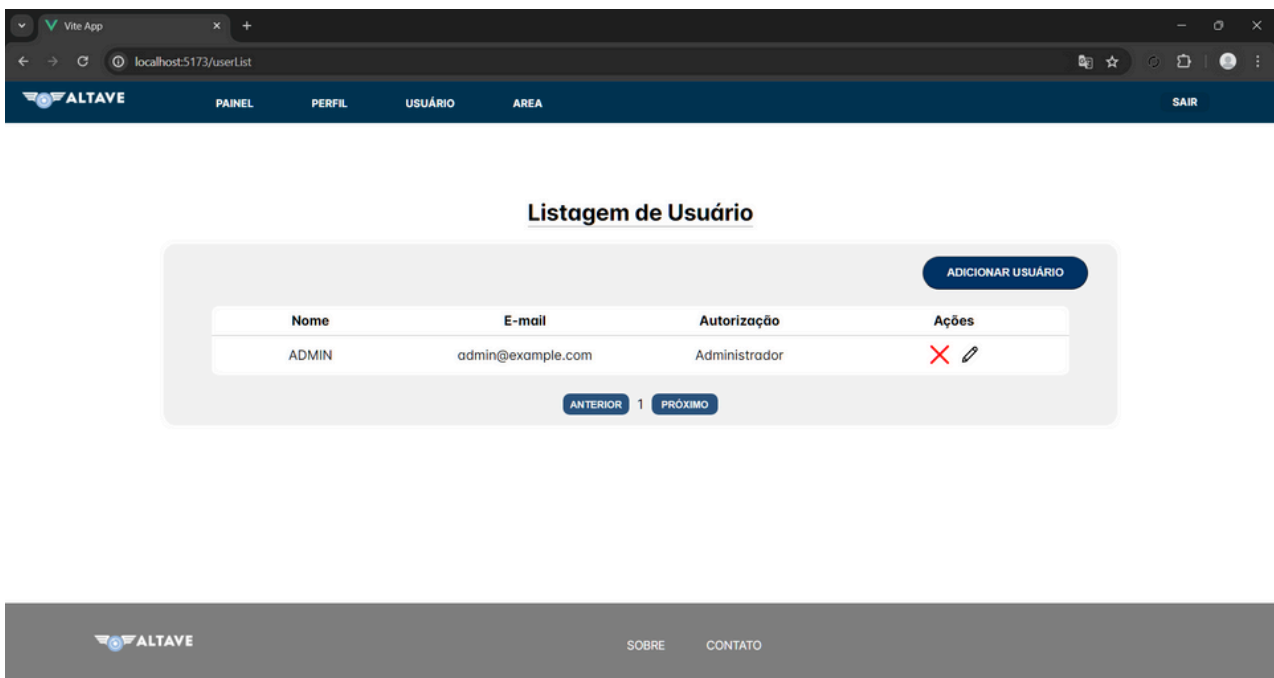 Vite App
localhost:5173/userList
ALTAVE PAINEL PERFIL USUÁRIO AREA SAIR
Listagem de Usuário
ADICIONAR USUÁRIO
Nome E-mail Autorização Ações
ADMIN admin@example.com Administrador
ANTERIOR 1 PRÓXIMO
ALTAVE SOBRE CONTATO